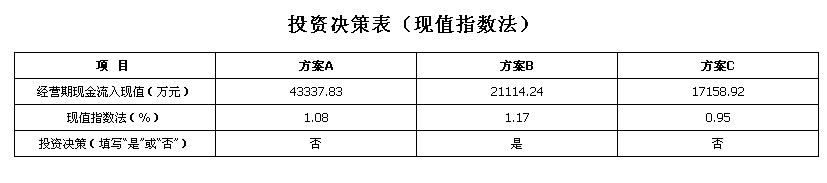 投资决策表（现值指数法）
项 目 方案A 方案B 方案C
经营期现金流入现值（万元） 43337.83 21114.24 17158.92
现值指数法（%） 1.08 1.17 0.95
投资决策（填写“是”或“否”） 否 是 否